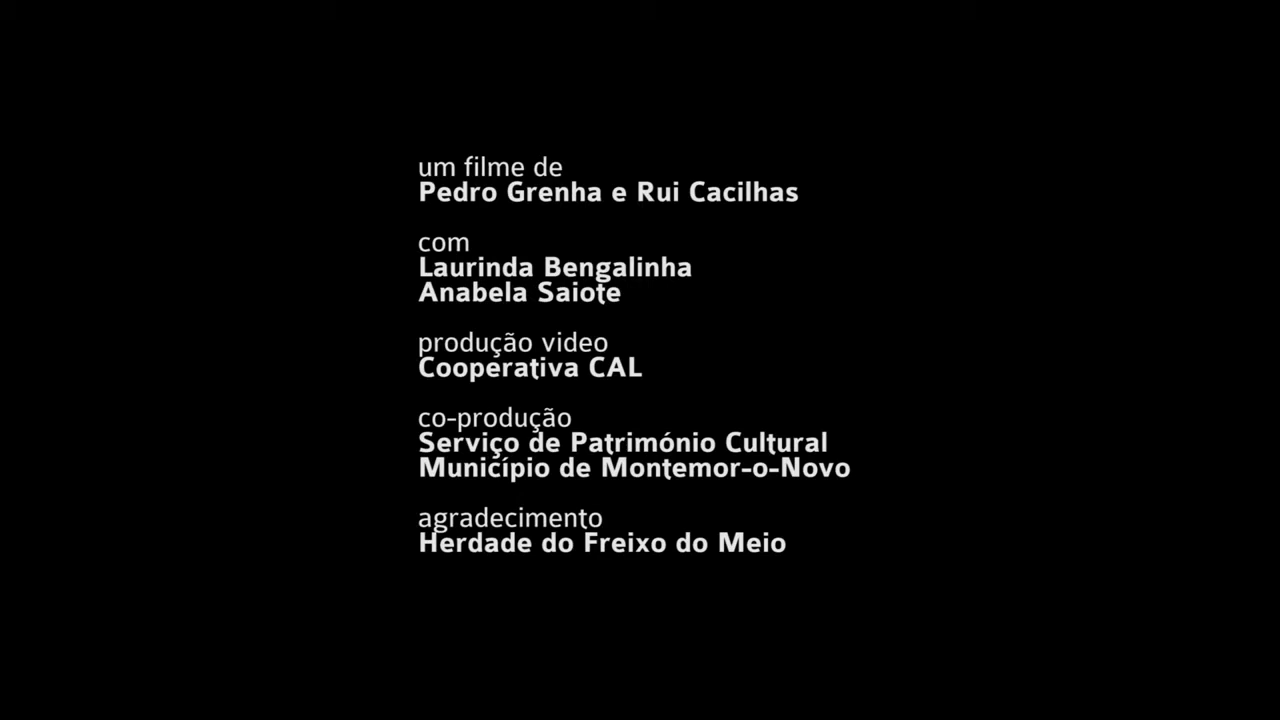 um filme de
Pedro Grenha e Rui Cacilhas
com
Laurinda Bengalinha
Anabela Saiote
produção video
Cooperativa CAL
co-produção
Serviço de Património Cultural
Município de Montemor-o-Novo
agradecimento
Herdade do Freixo do Meio